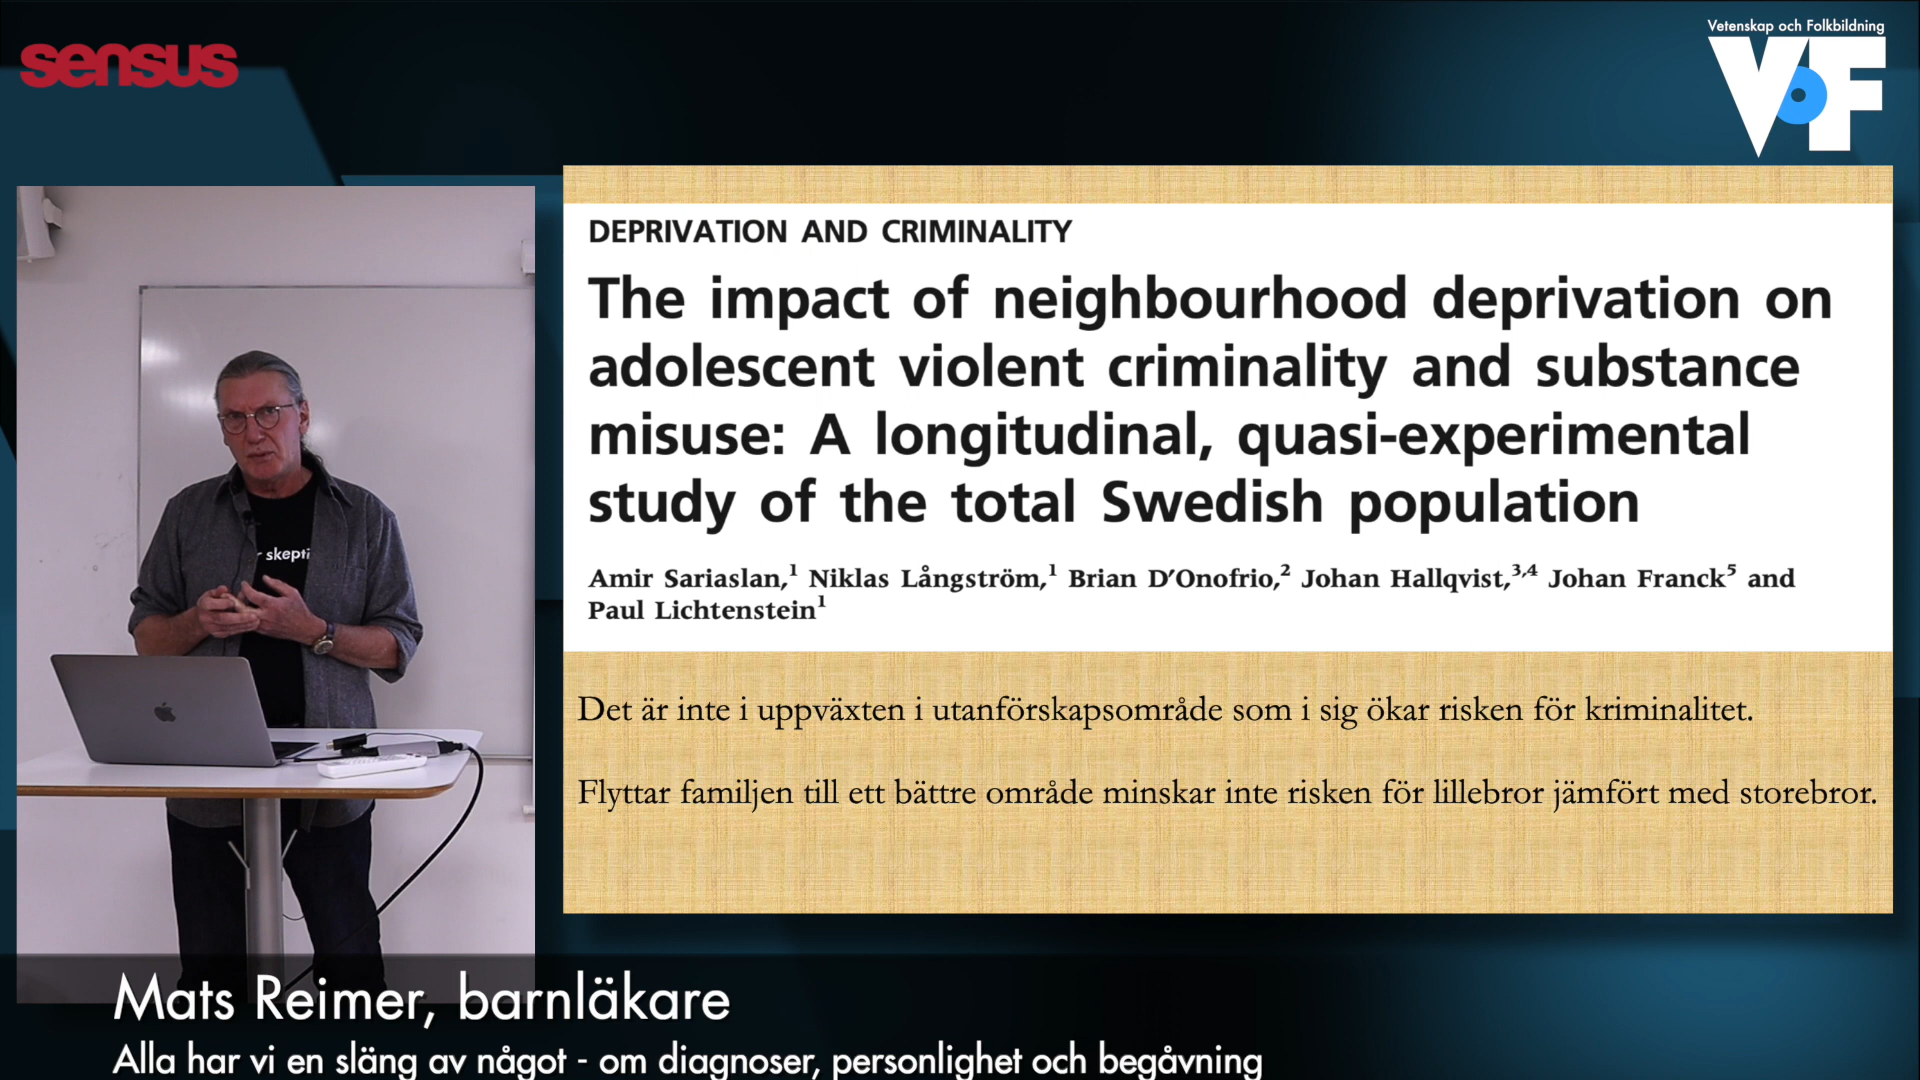 sensus
Vetenskap och Folkbildning
VoF
DEPRIVATION AND CRIMINALITY
The impact of neighbourhood deprivation on
adolescent violent criminality and substance
misuse: A longitudinal, quasi-experimental
study of the total Swedish population
Amir Sariaslan,¹ Niklas Långström,¹ Brian D’Onofrio,² Johan Hallqvist,³,⁴ Johan Franck⁵ and
Paul Lichtenstein¹
skepti
Det är inte i uppväxten i utanförskapsområde som i sig ökar risken för kriminalitet.
Flyttar familjen till ett bättre område minskar inte risken för lillebror jämfört med storebror.
Mats Reimer, barnläkare
Alla har vi en släng av något - om diagnoser, personlighet och begåvning